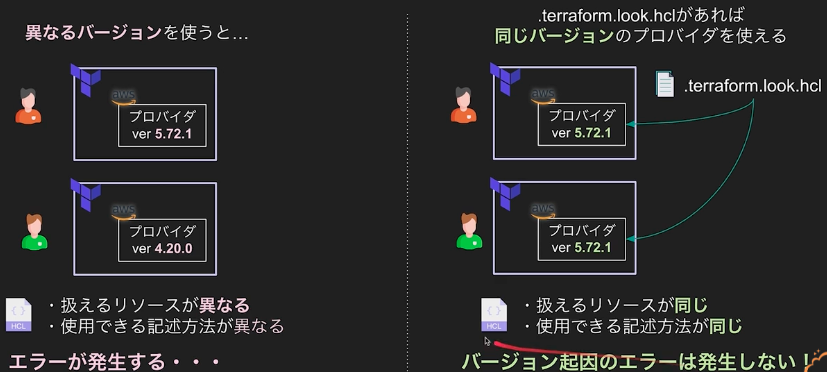 異なるバージョンを使うと…
aws
プロバイダ
ver 5.72.1
aws
プロバイダ
ver 4.20.0
HCL
・扱えるリソースが異なる
・使用できる記述方法が異なる
エラーが発生する・・・
.terraform.look.hclがあれば
同じバージョンのプロバイダを使える
.terraform.look.hcl
aws
プロバイダ
ver 5.72.1
aws
プロバイダ
ver 5.72.1
HCL
・扱えるリソースが同じ
・使用できる記述方法が同じ
バージョン起因のエラーは発生しない！